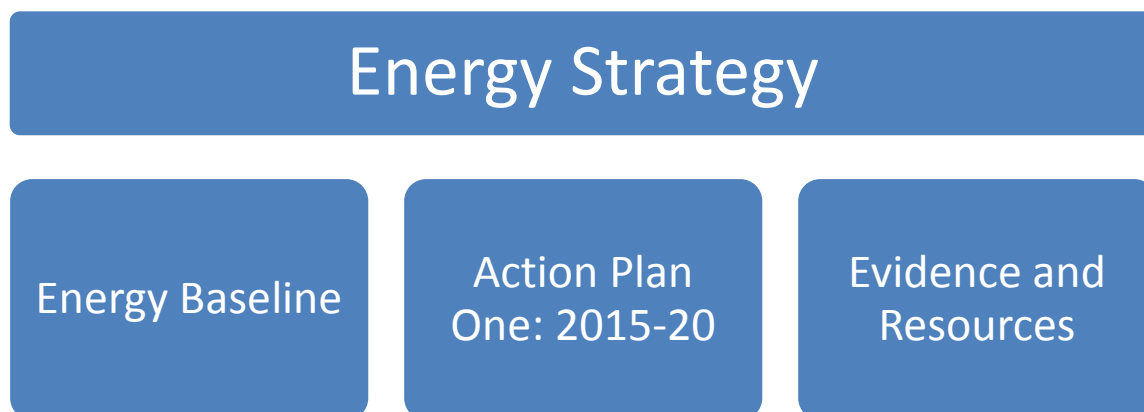 Energy Strategy
Energy Baseline
Action Plan
One: 2015-20
Evidence and
Resources